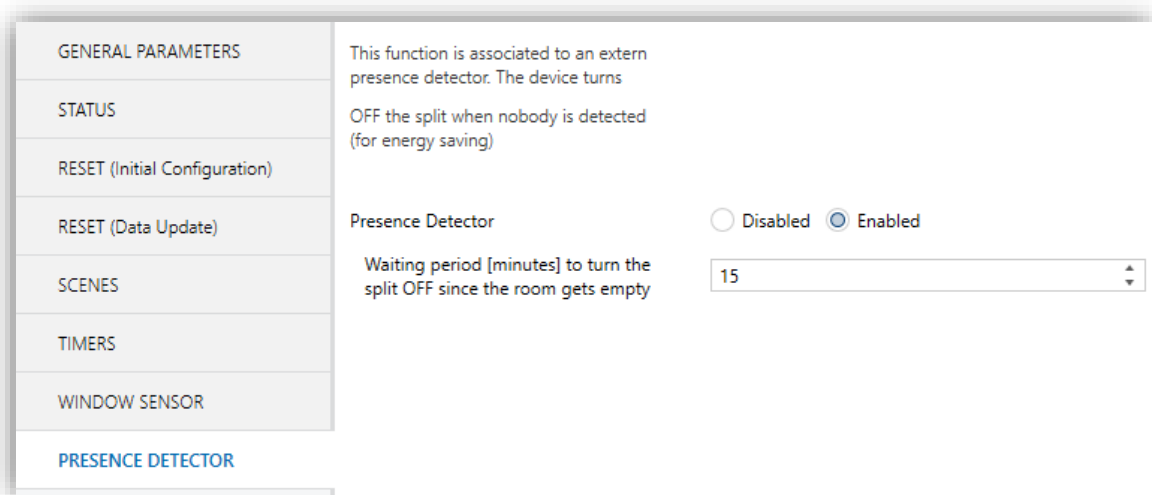 GENERAL PARAMETERS
STATUS
RESET (Initial Configuration)
RESET (Data Update)
SCENES
TIMERS
WINDOW SENSOR
PRESENCE DETECTOR
This function is associated to an extern
presence detector. The device turns
OFF the split when nobody is detected
(for energy saving)
Presence Detector
Disabled Enabled
Waiting period [minutes] to turn the
split OFF since the room gets empty
15